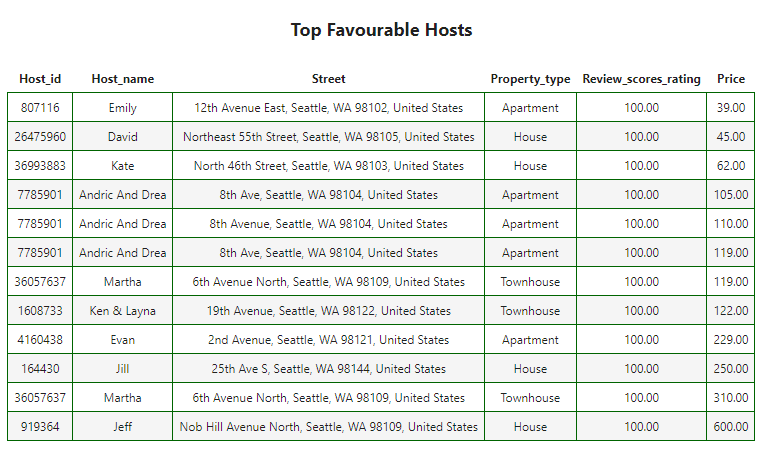 Top Favourable Hosts
Host_id Host_name Street Property_type Review_scores_rating Price
807116 Emily 12th Avenue East, Seattle, WA 98102, United States Apartment 100.00 39.00
26475960 David Northeast 55th Street, Seattle, WA 98105, United States House 100.00 45.00
36993883 Kate North 46th Street, Seattle, WA 98103, United States House 100.00 62.00
7785901 Andric And Drea 8th Ave, Seattle, WA 98104, United States Apartment 100.00 105.00
7785901 Andric And Drea 8th Avenue, Seattle, WA 98104, United States Apartment 100.00 110.00
7785901 Andric And Drea 8th Ave, Seattle, WA 98104, United States Apartment 100.00 119.00
36057637 Martha 6th Avenue North, Seattle, WA 98109, United States Townhouse 100.00 119.00
1608733 Ken & Layna 19th Avenue, Seattle, WA 98122, United States Townhouse 100.00 122.00
4160438 Evan 2nd Avenue, Seattle, WA 98121, United States Apartment 100.00 229.00
164430 Jill 25th Ave S, Seattle, WA 98144, United States House 100.00 250.00
36057637 Martha 6th Avenue North, Seattle, WA 98109, United States Townhouse 100.00 310.00
919364 Jeff Nob Hill Avenue North, Seattle, WA 98109, United States House 100.00 600.00